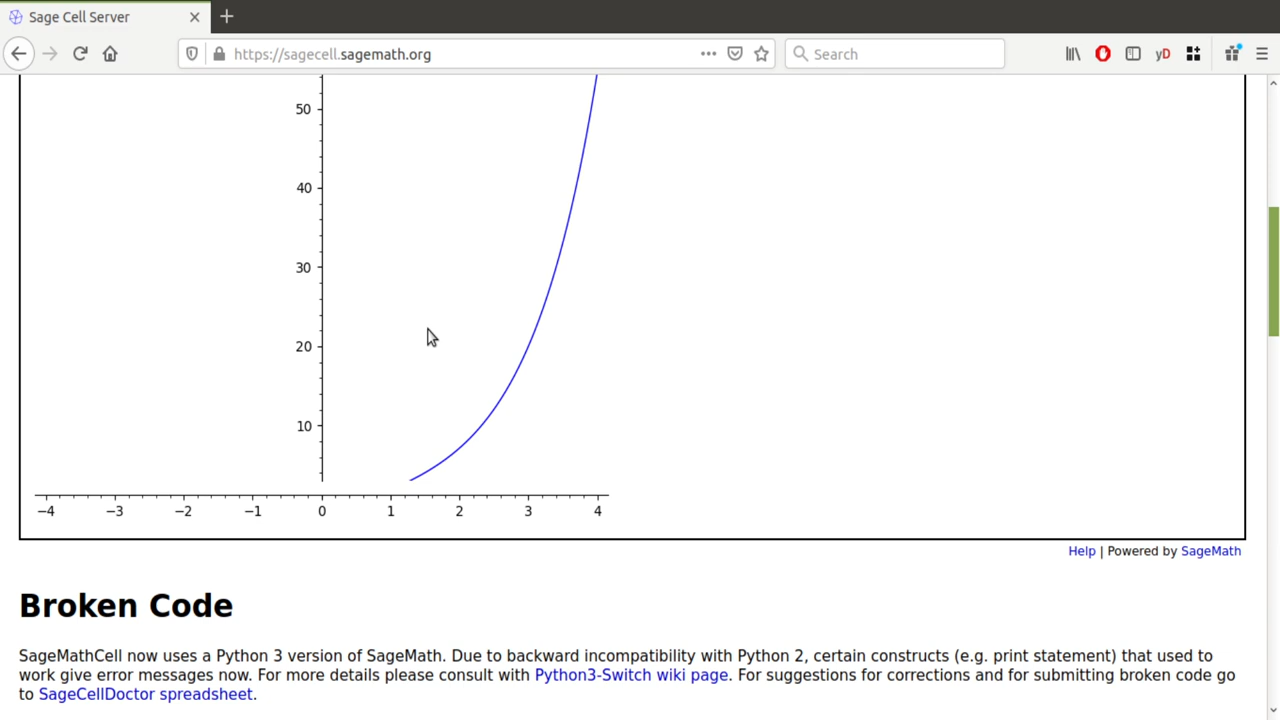 Sage Cell Server
https://sagecell.sagemath.org
Search
yD
50
40
30
20
10
−4 −3 −2 −1 0 1 2 3 4
Help | Powered by SageMath
Broken Code
SageMathCell now uses a Python 3 version of SageMath. Due to backward incompatibility with Python 2, certain constructs (e.g. print statement) that used to
work give error messages now. For more details please consult with Python3-Switch wiki page. For suggestions for corrections and for submitting broken code go
to SageCellDoctor spreadsheet.